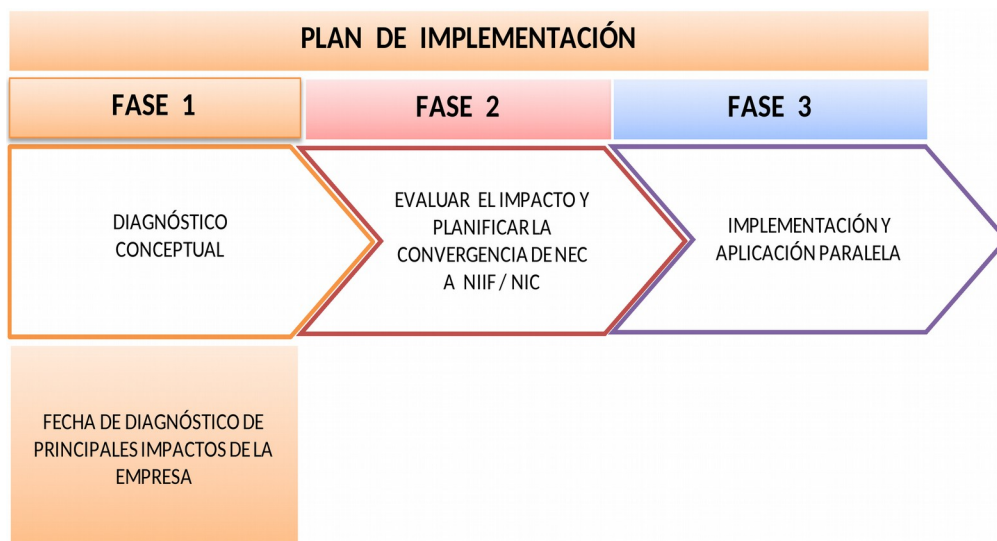 PLAN DE IMPLEMENTACIÓN
FASE 1
FASE 2
FASE 3
DIAGNÓSTICO
CONCEPTUAL
EVALUAR EL IMPACTO Y
PLANIFICAR LA
CONVERGENCIA DE NEC
A NIIF / NIC
IMPLEMENTACIÓN Y
APLICACIÓN PARALELA
FECHA DE DIAGNÓSTICO DE
PRINCIPALES IMPACTOS DE LA
EMPRESA